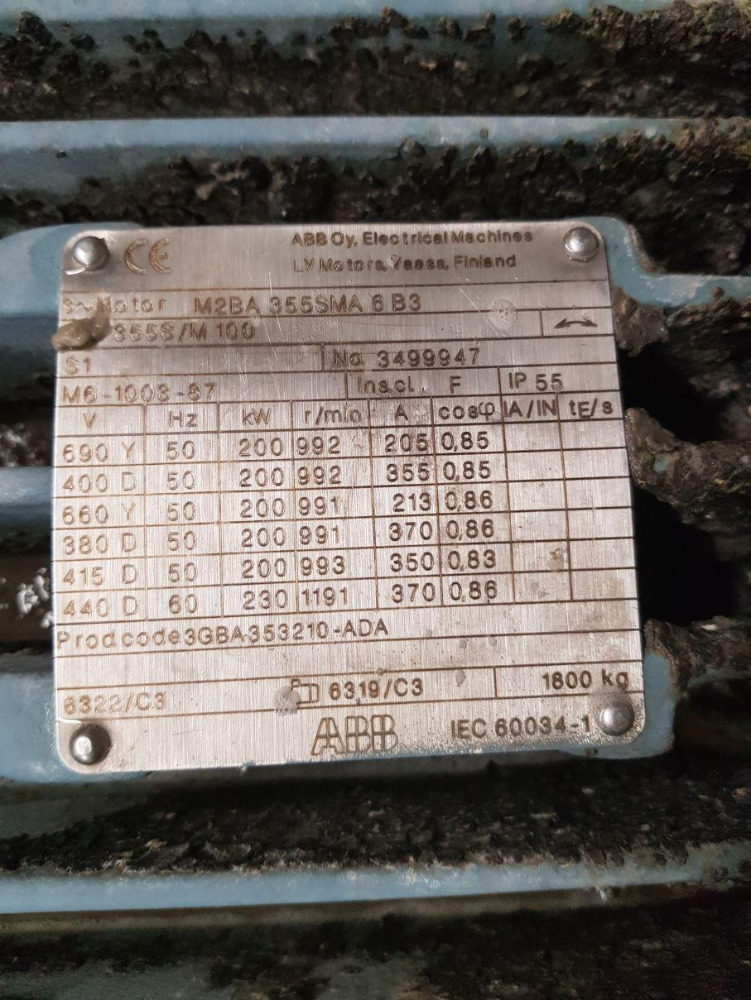 CE ABB Oy, Electrical Machines
LV Motors, Vaasa, Finland
3~Motor M2BA 355SMA 6 B3
355S/M 100
S1 No. 3499947
M6-1003-87 Ins.cl. F IP 55
V Hz kW r/min A cosφ IA/IN tE/s
690 Y 50 200 992 205 0,85
400 D 50 200 992 355 0,85
660 Y 50 200 991 213 0,86
380 D 50 200 991 370 0,86
415 D 50 200 993 350 0,83
440 D 60 230 1191 370 0,86
Prod.code3GBA353210-ADA
6322/C3 6319/C3 1600 kg
ABB IEC 60034-1